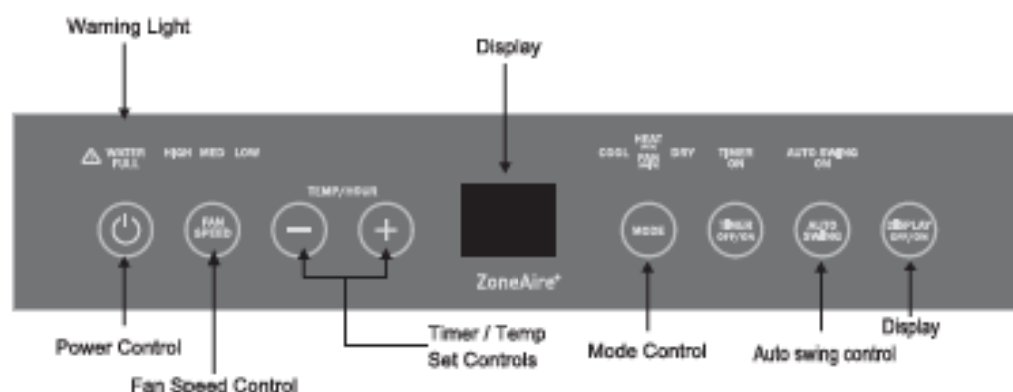 Warning Light
Display
WATER
FULL
HIGH MED LOW
TEMP/HOUR
COOL
HEAT
FAN
DRY
TIMER
ON
AUTO SWING
ON
FAN
SPEED
MODE
TIMER
OFF/ON
AUTO
SWING
DISPLAY
OFF/ON
ZoneAire+
Power Control
Fan Speed Control
Timer / Temp
Set Controls
Mode Control
Auto swing control
Display